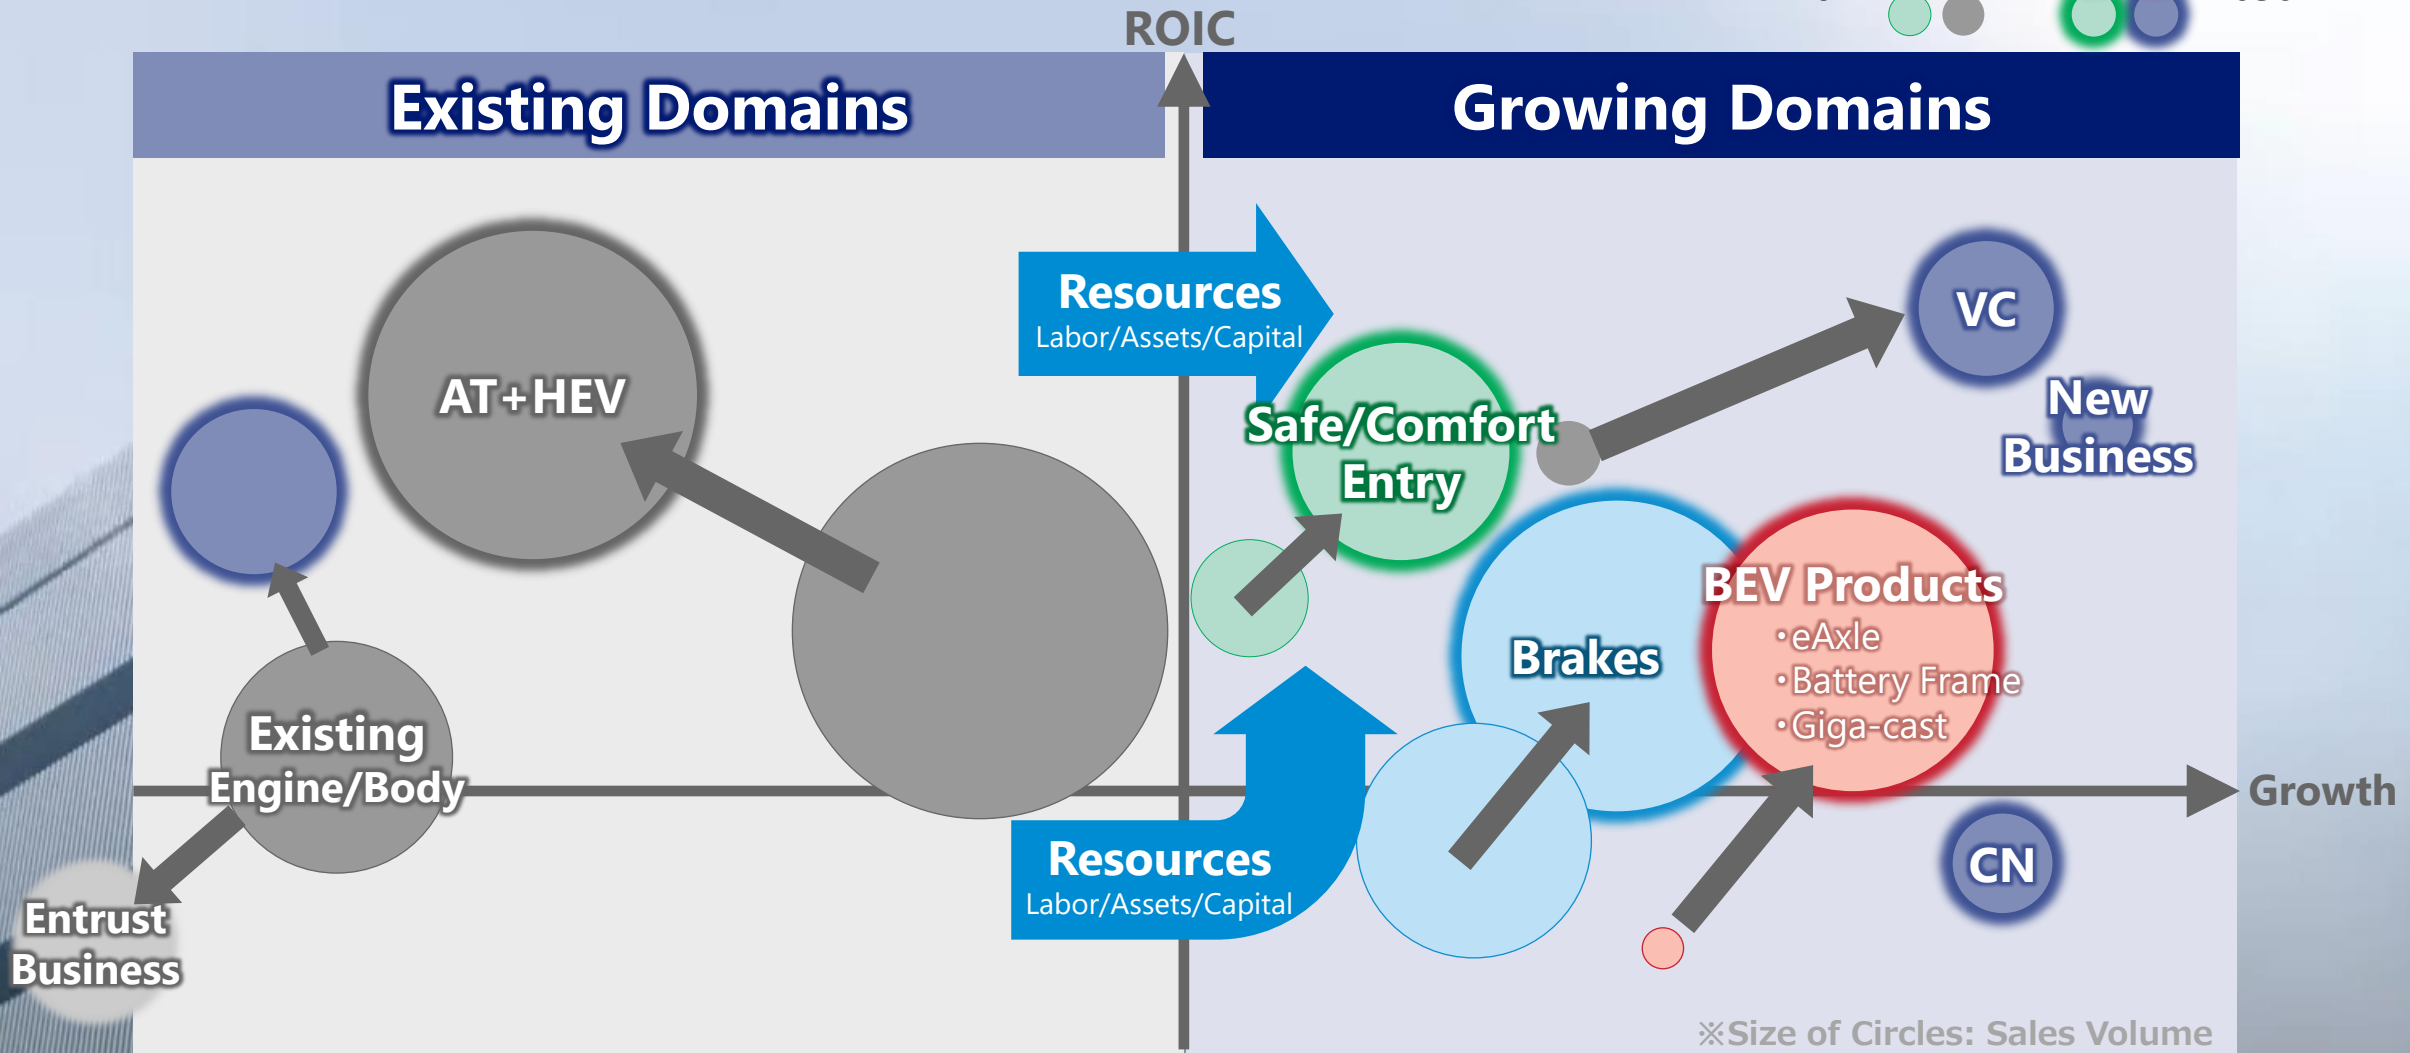 ROIC
Existing Domains
Growing Domains
Resources
Labor/Assets/Capital
VC
AT+HEV
New
Business
Safe/Comfort
Entry
BEV Products
・eAxle
・Battery Frame
・Giga-cast
Brakes
Existing
Engine/Body
Growth
Resources
Labor/Assets/Capital
CN
Entrust
Business
※Size of Circles: Sales Volume